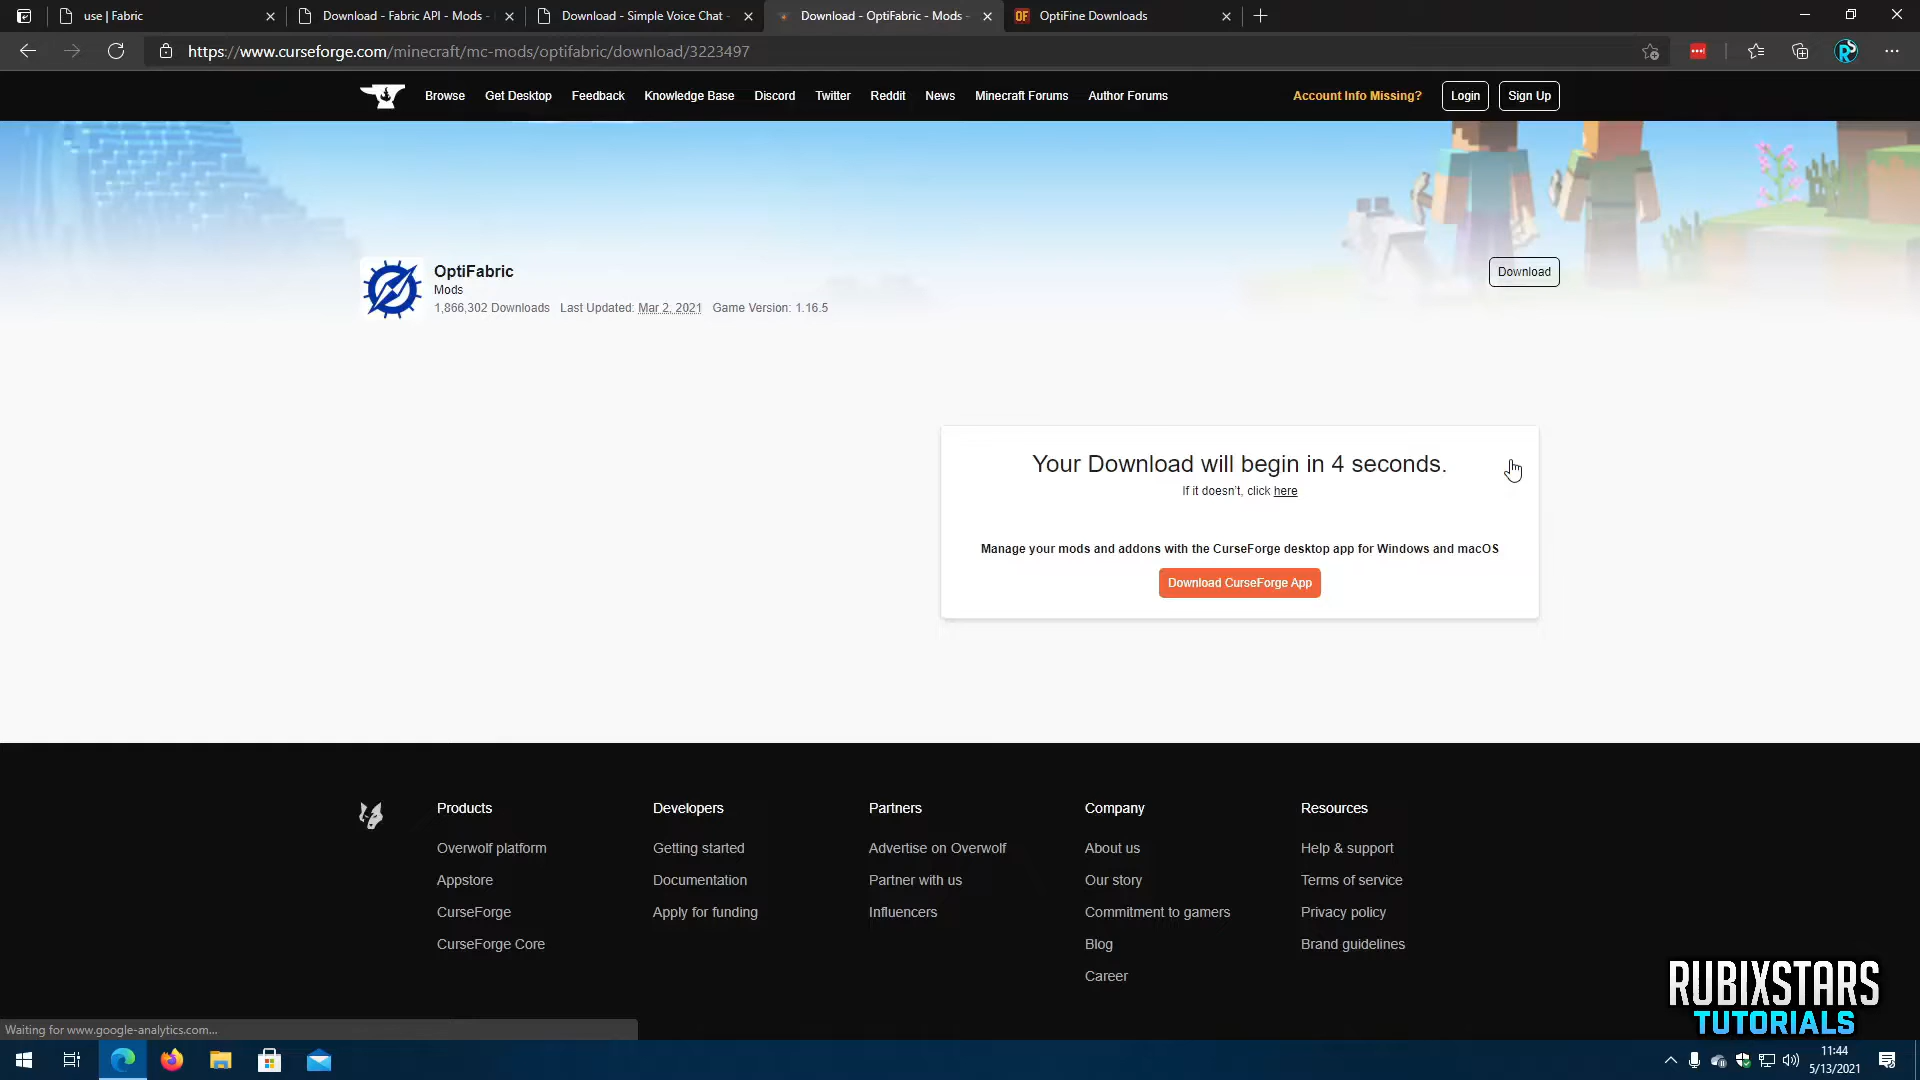 use | Fabric
Download - Fabric API - Mods -
Download - Simple Voice Chat -
Download - OptiFabric - Mods -
OF OptiFine Downloads
https://www.curseforge.com/minecraft/mc-mods/optifabric/download/3223497
Browse Get Desktop Feedback Knowledge Base Discord Twitter Reddit News Minecraft Forums Author Forums Account Info Missing? Login Sign Up
OptiFabric
Download
Mods
1,866,302 Downloads Last Updated: Mar 2, 2021 Game Version: 1.16.5
Your Download will begin in 4 seconds.
If it doesn't, click here
Manage your mods and addons with the CurseForge desktop app for Windows and macOS
Download CurseForge App
Products Developers Partners Company Resources
Overwolf platform Getting started Advertise on Overwolf About us Help & support
Appstore Documentation Partner with us Our story Terms of service
CurseForge Apply for funding Influencers Commitment to gamers Privacy policy
CurseForge Core Blog Brand guidelines
Career
RUBIXSTARS
TUTORIALS
Waiting for www.google-analytics.com...
11:44
5/13/2021